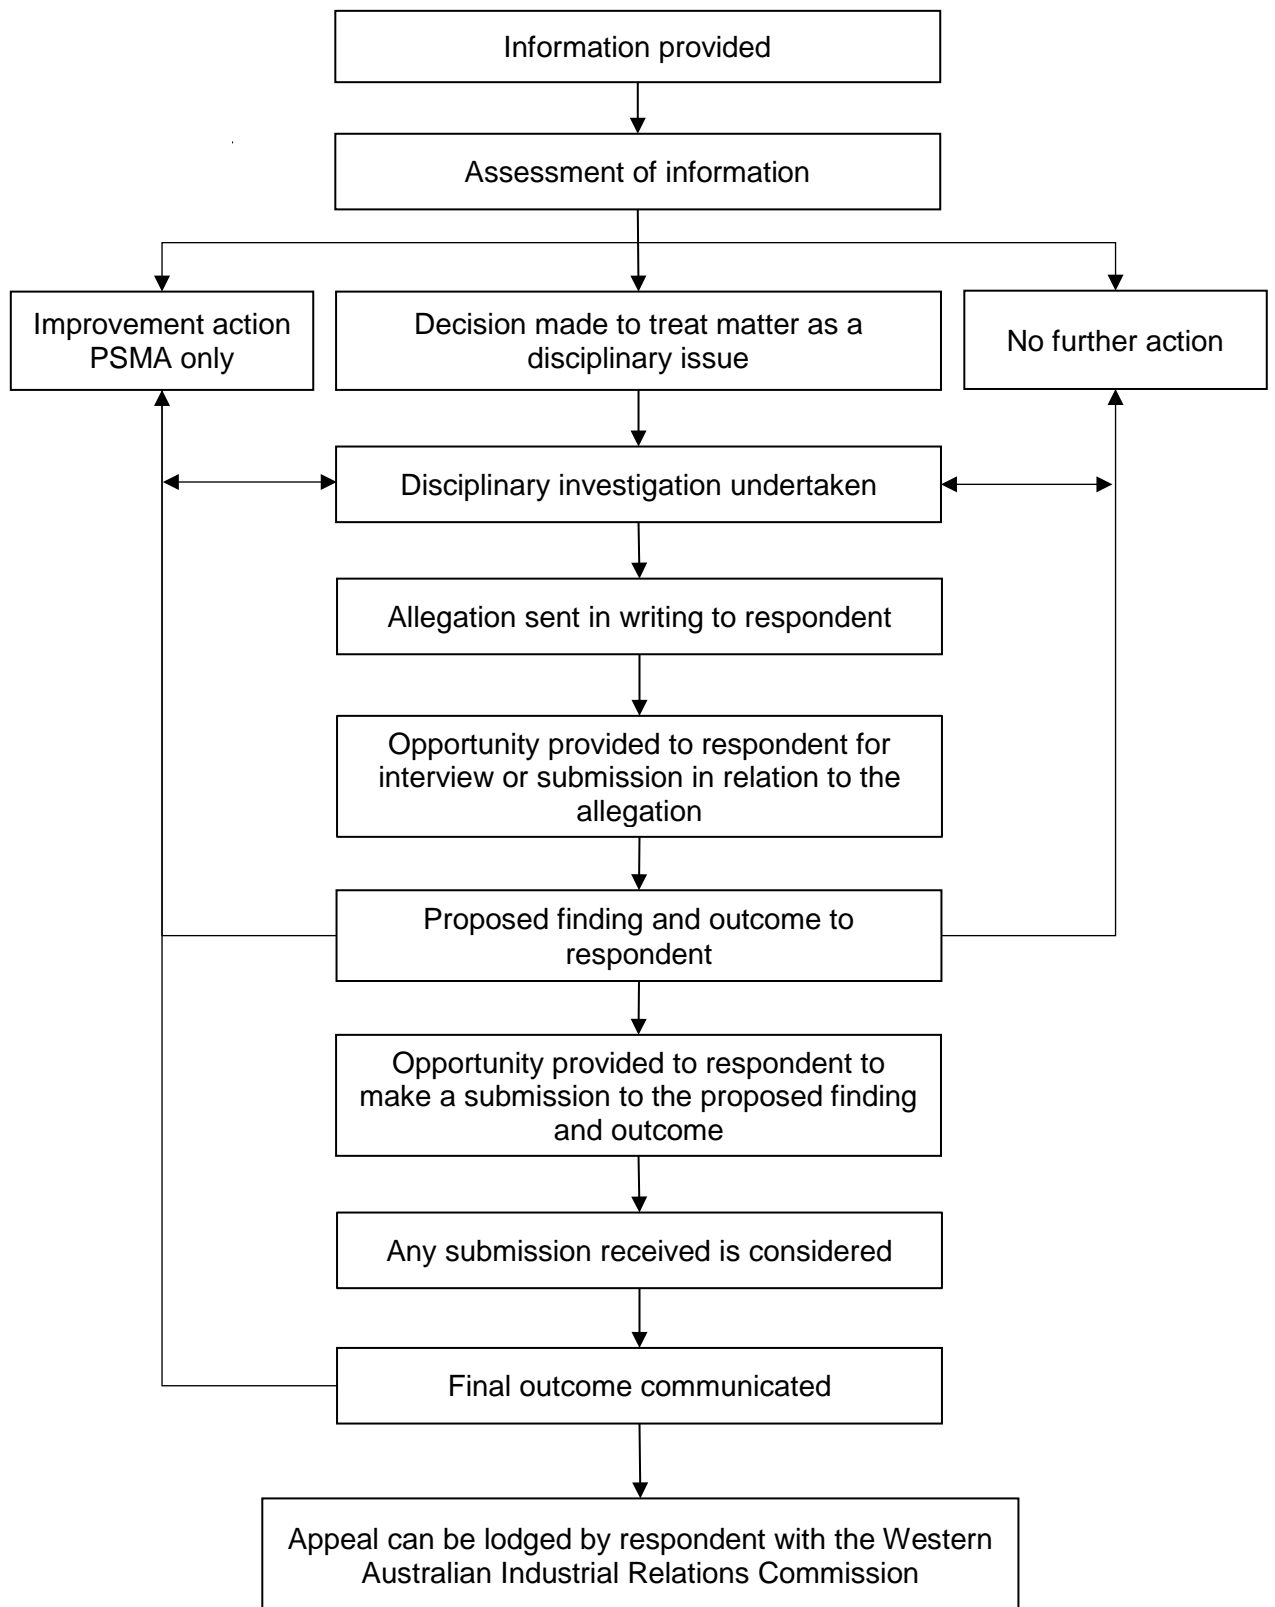 Information provided
Assessment of information
Improvement action
PSMA only
Decision made to treat matter as a
disciplinary issue
No further action
Disciplinary investigation undertaken
Allegation sent in writing to respondent
Opportunity provided to respondent for
interview or submission in relation to the
allegation
Proposed finding and outcome to
respondent
Opportunity provided to respondent to
make a submission to the proposed finding
and outcome
Any submission received is considered
Final outcome communicated
Appeal can be lodged by respondent with the Western
Australian Industrial Relations Commission